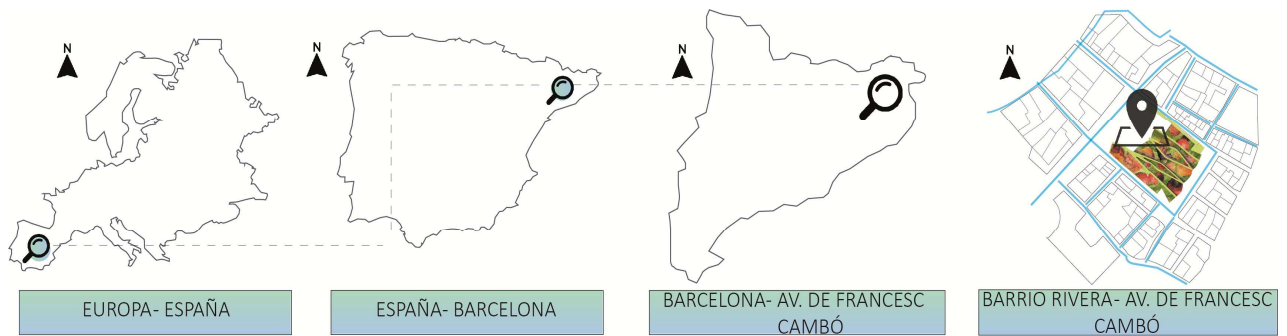 N
N
N
N
EUROPA- ESPAÑA
ESPAÑA- BARCELONA
BARCELONA- AV. DE FRANCESC
CAMBÓ
BARRIO RIVERA- AV. DE FRANCESC
CAMBÓ